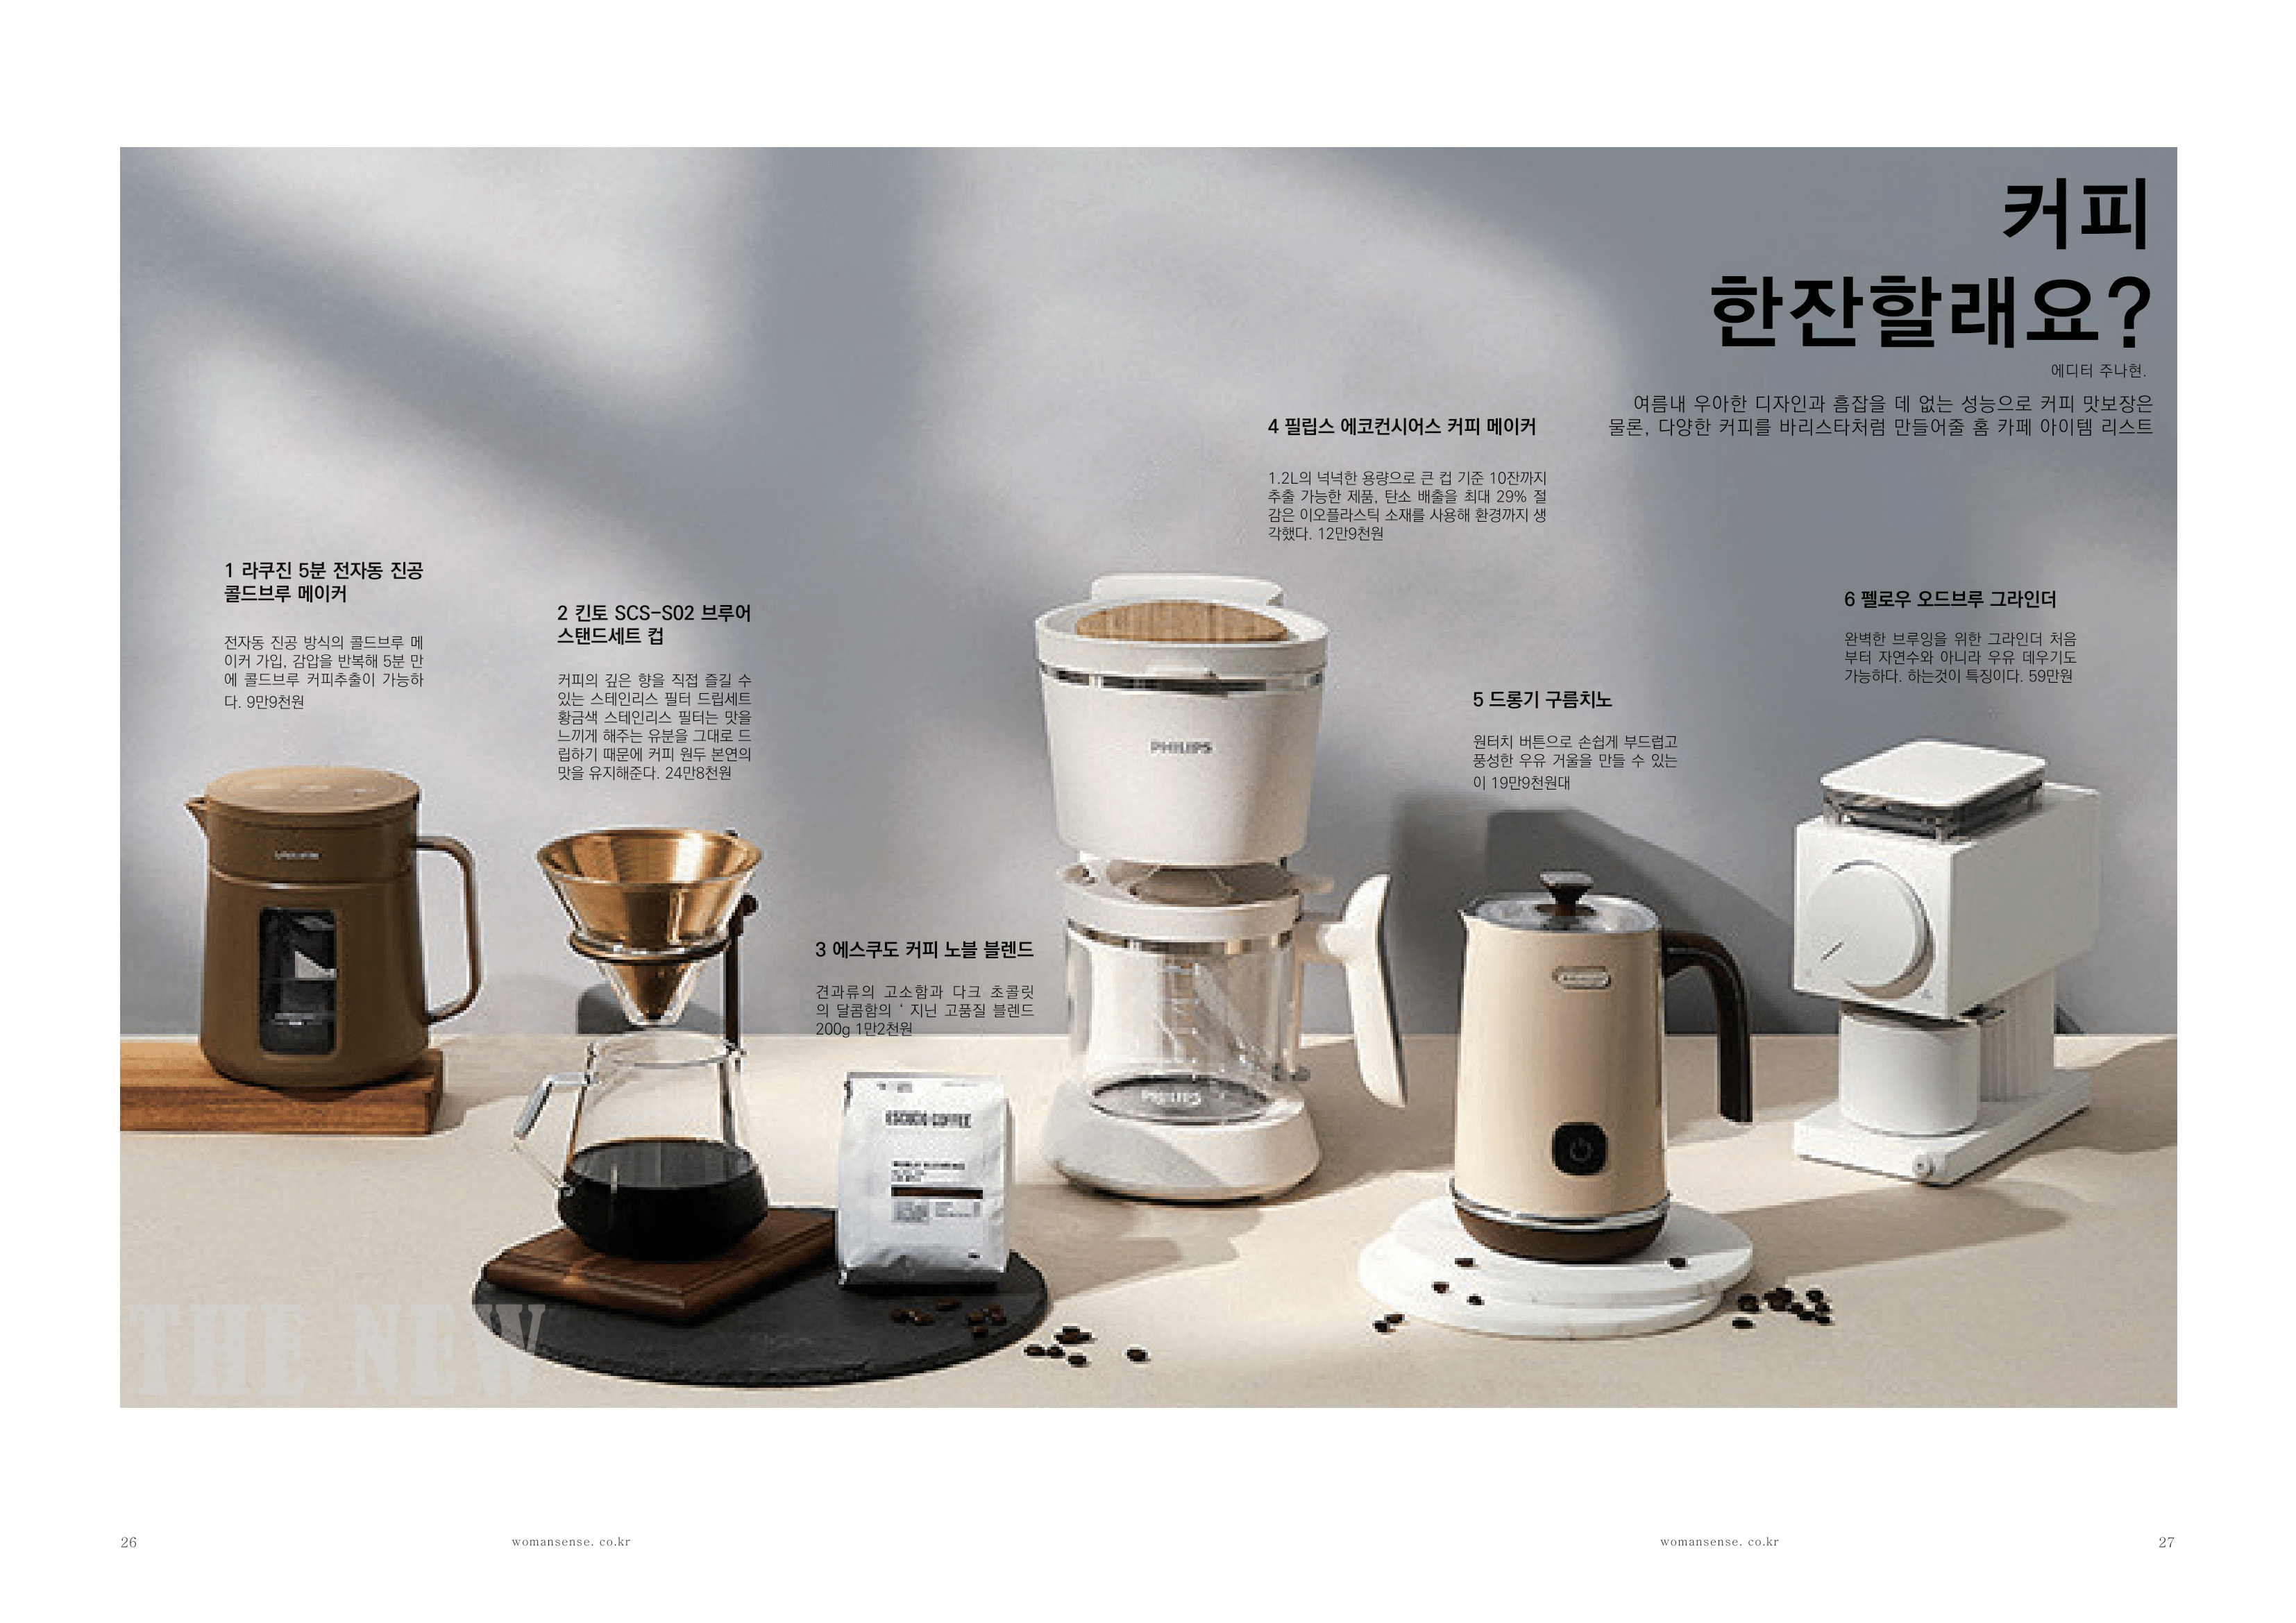 커피
한잔할래요?
에디터 주나현.
여름내 우아한 디자인과 흠잡을 데 없는 성능으로 커피 맛보장은
물론, 다양한 커피를 바리스타처럼 만들어줄 홈 카페 아이템 리스트
1 라쿠진 5분 전자동 진공
콜드브루 메이커
전자동 진공 방식의 콜드브루 메
이커 가입, 감압을 반복해 5분 만
에 콜드브루 커피추출이 가능하
다. 9만9천원
2 킨토 SCS-S02 브루어
스탠드세트 컵
커피의 깊은 향을 직접 즐길 수
있는 스테인리스 필터 드립세트
황금색 스테인리스 필터는 맛을
느끼게 해주는 유분을 그대로 드
립하기 때문에 커피 원두 본연의
맛을 유지해준다. 24만8천원
3 에스쿠도 커피 노블 블렌드
견과류의 고소함과 다크 초콜릿
의 달콤함의 ‘ 지닌 고품질 블렌드
200g 1만2천원
4 필립스 에코컨시어스 커피 메이커
1.2L의 넉넉한 용량으로 큰 컵 기준 10잔까지
추출 가능한 제품, 탄소 배출을 최대 29% 절
감은 이오플라스틱 소재를 사용해 환경까지 생
각했다. 12만9천원
5 드롱기 구름치노
원터치 버튼으로 손쉽게 부드럽고
풍성한 우유 거울을 만들 수 있는
이 19만9천원대
6 펠로우 오드브루 그라인더
완벽한 브루잉을 위한 그라인더 처음
부터 자연수와 아니라 우유 데우기도
가능하다. 하는것이 특징이다. 59만원
PHILIPS
PHILIPS
ESCUDO COFFEE
THE NEW
26
womansense. co.kr
womansense. co.kr
27